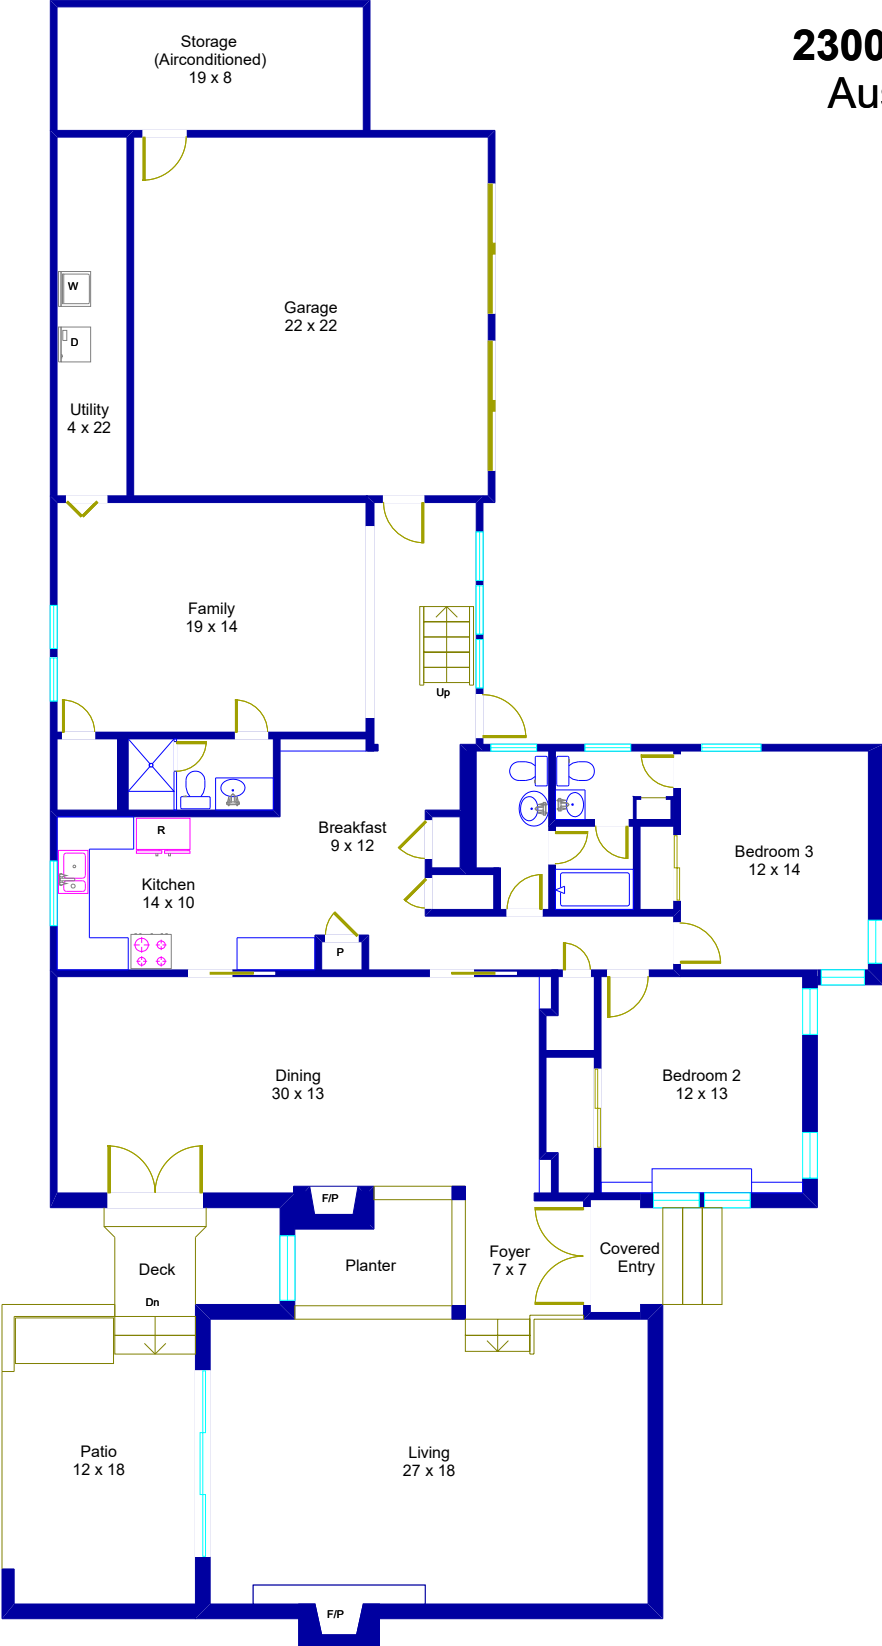 2300
Aus
Storage
(Airconditioned)
19 x 8
W
D
Utility
4 x 22
Garage
22 x 22
Family
19 x 14
Up
R
Breakfast
9 x 12
Kitchen
14 x 10
P
Bedroom 3
12 x 14
Dining
30 x 13
Bedroom 2
12 x 13
F/P
Foyer
7 x 7
Covered
Entry
Planter
Deck
Dn
Patio
12 x 18
Living
27 x 18
F/P